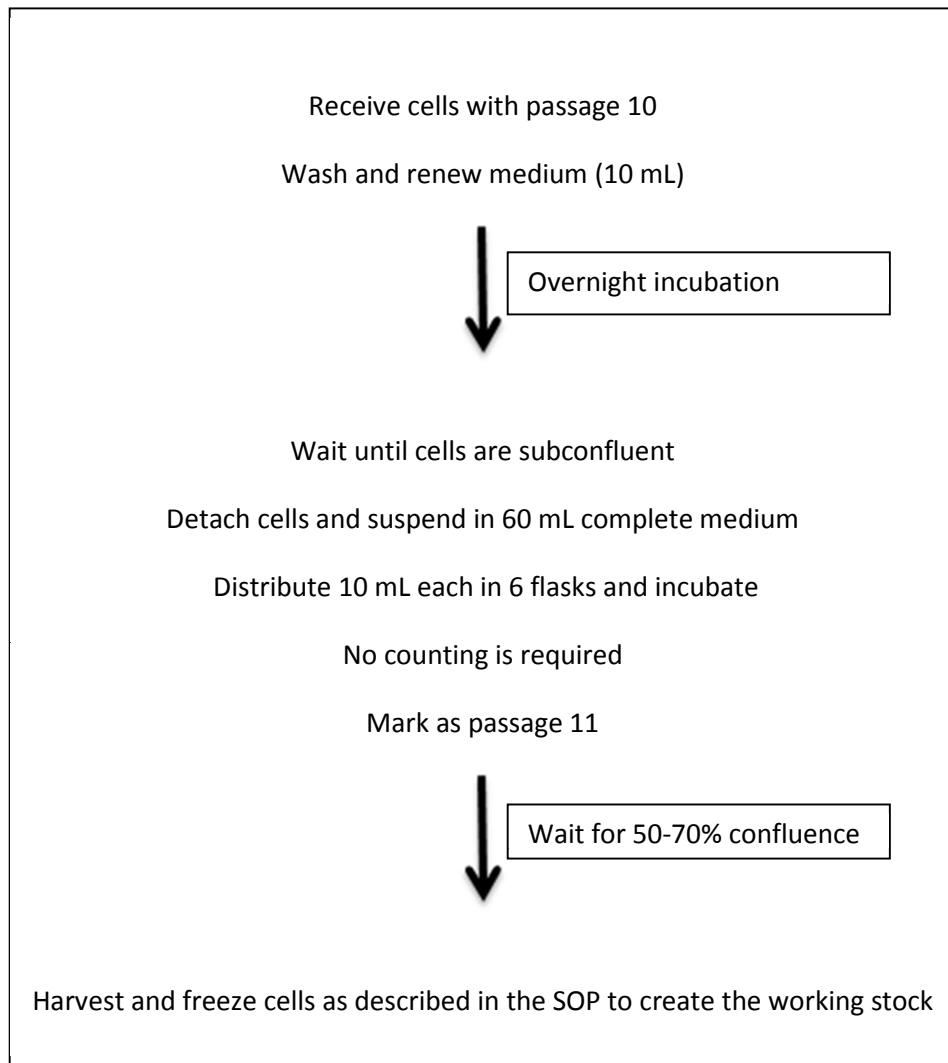 Receive cells with passage 10
Wash and renew medium (10 mL)
Overnight incubation
Wait until cells are subconfluent
Detach cells and suspend in 60 mL complete medium
Distribute 10 mL each in 6 flasks and incubate
No counting is required
Mark as passage 11
Wait for 50-70% confluence
Harvest and freeze cells as described in the SOP to create the working stock